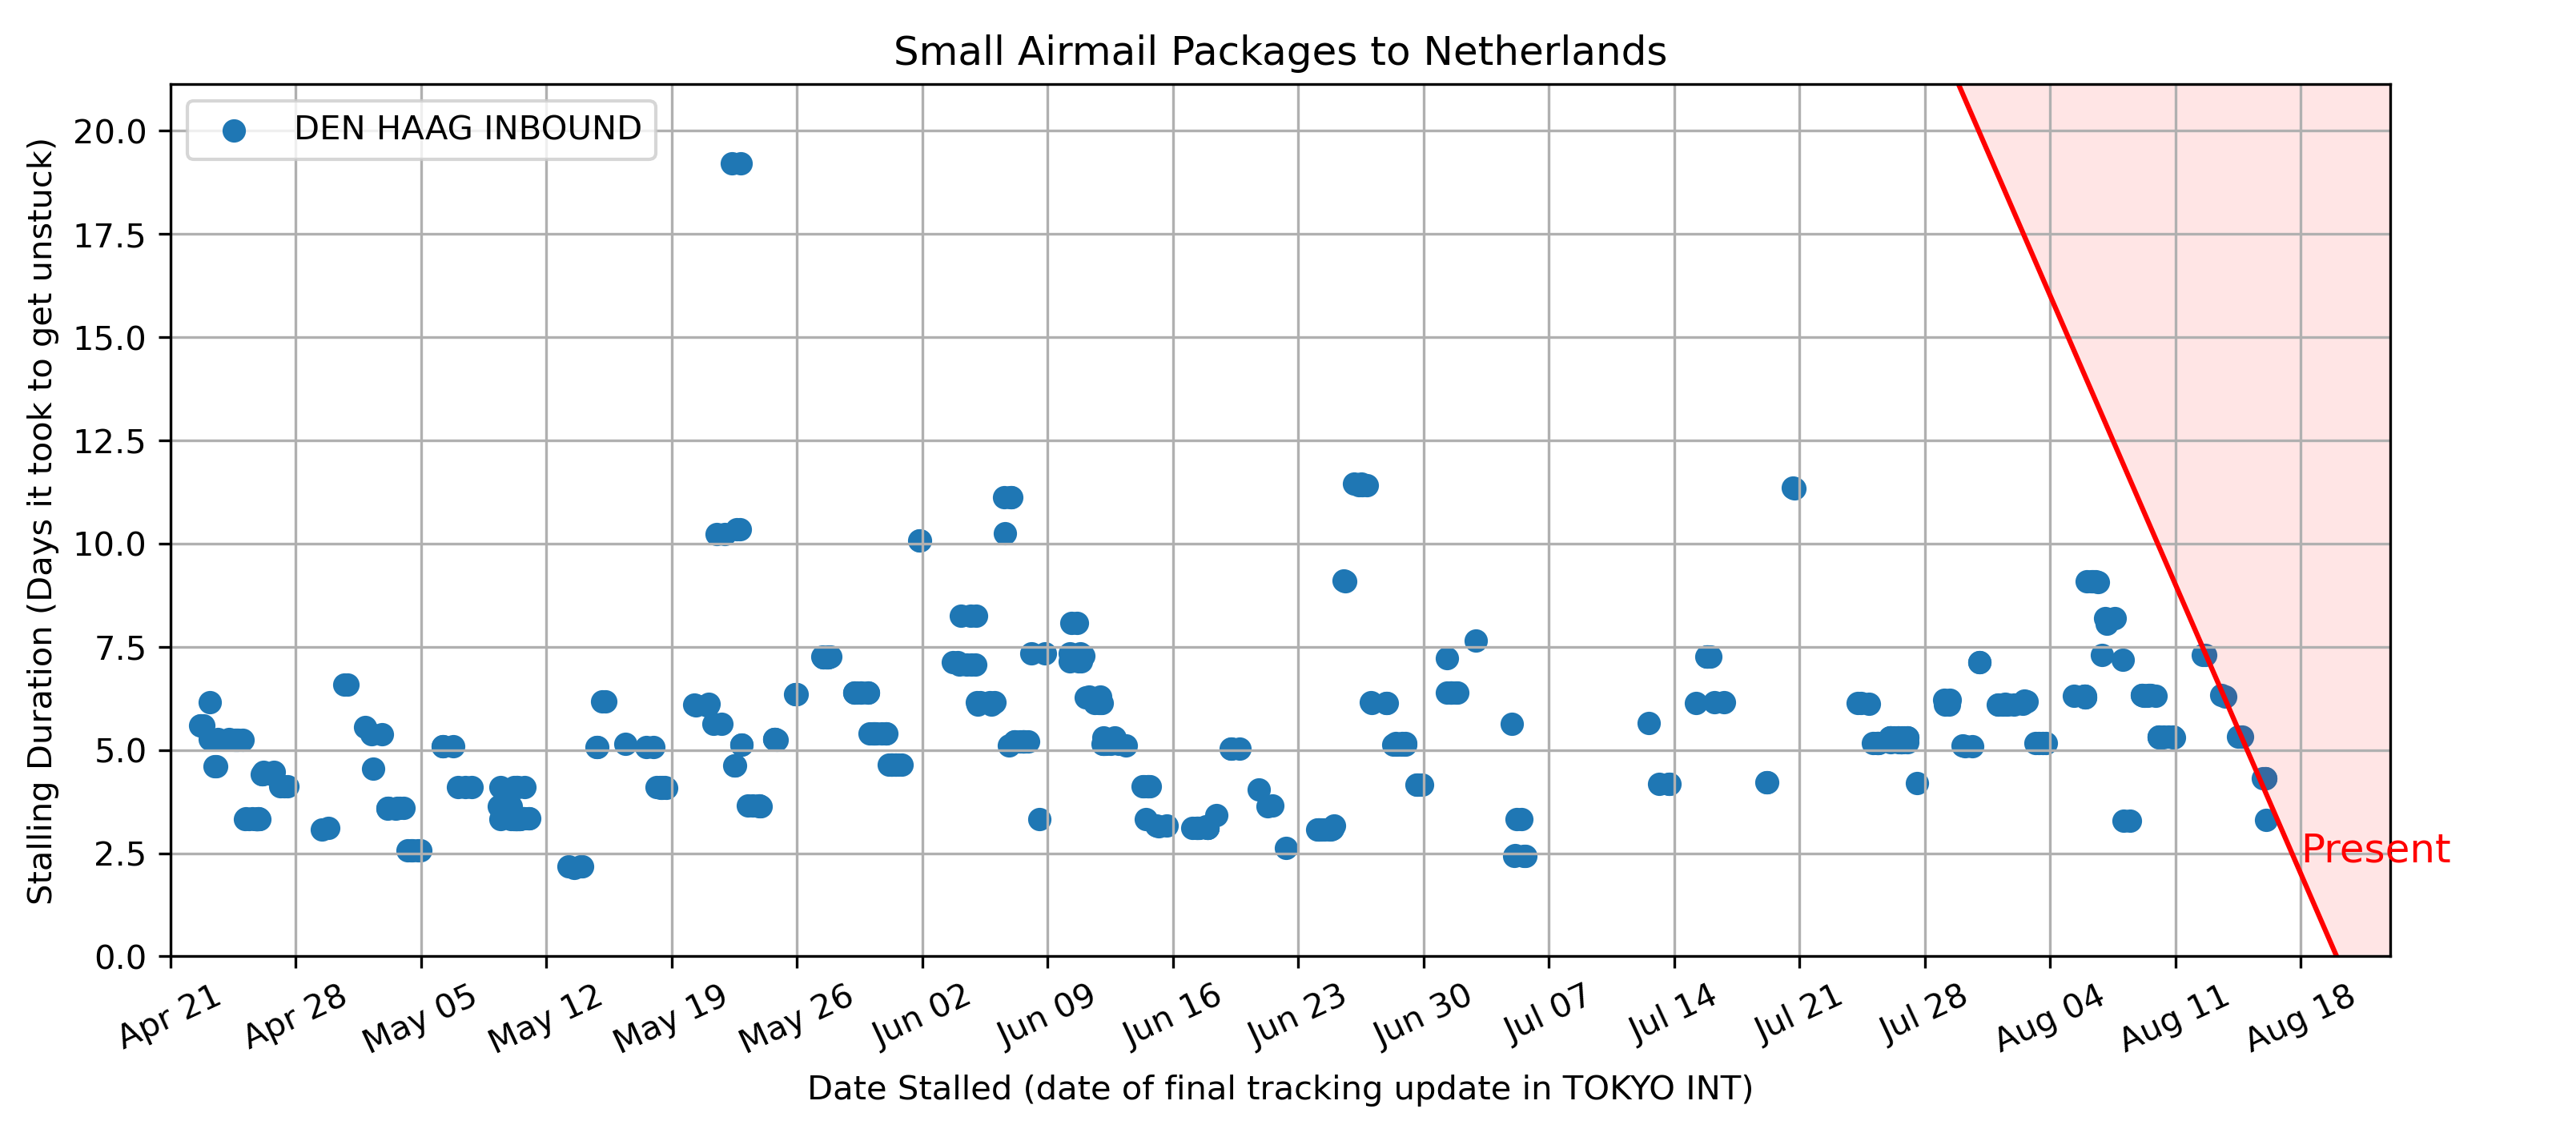 Small Airmail Packages to Netherlands
DEN HAAG INBOUND
Stalling Duration (Days it took to get unstuck)
20.0
17.5
15.0
12.5
10.0
7.5
5.0
2.5
0.0
Present
Apr 21
Apr 28
May 05
May 12
May 19
May 26
Jun 02
Jun 09
Jun 16
Jun 23
Jun 30
Jul 07
Jul 14
Jul 21
Jul 28
Aug 04
Aug 11
Aug 18
Date Stalled (date of final tracking update in TOKYO INT)